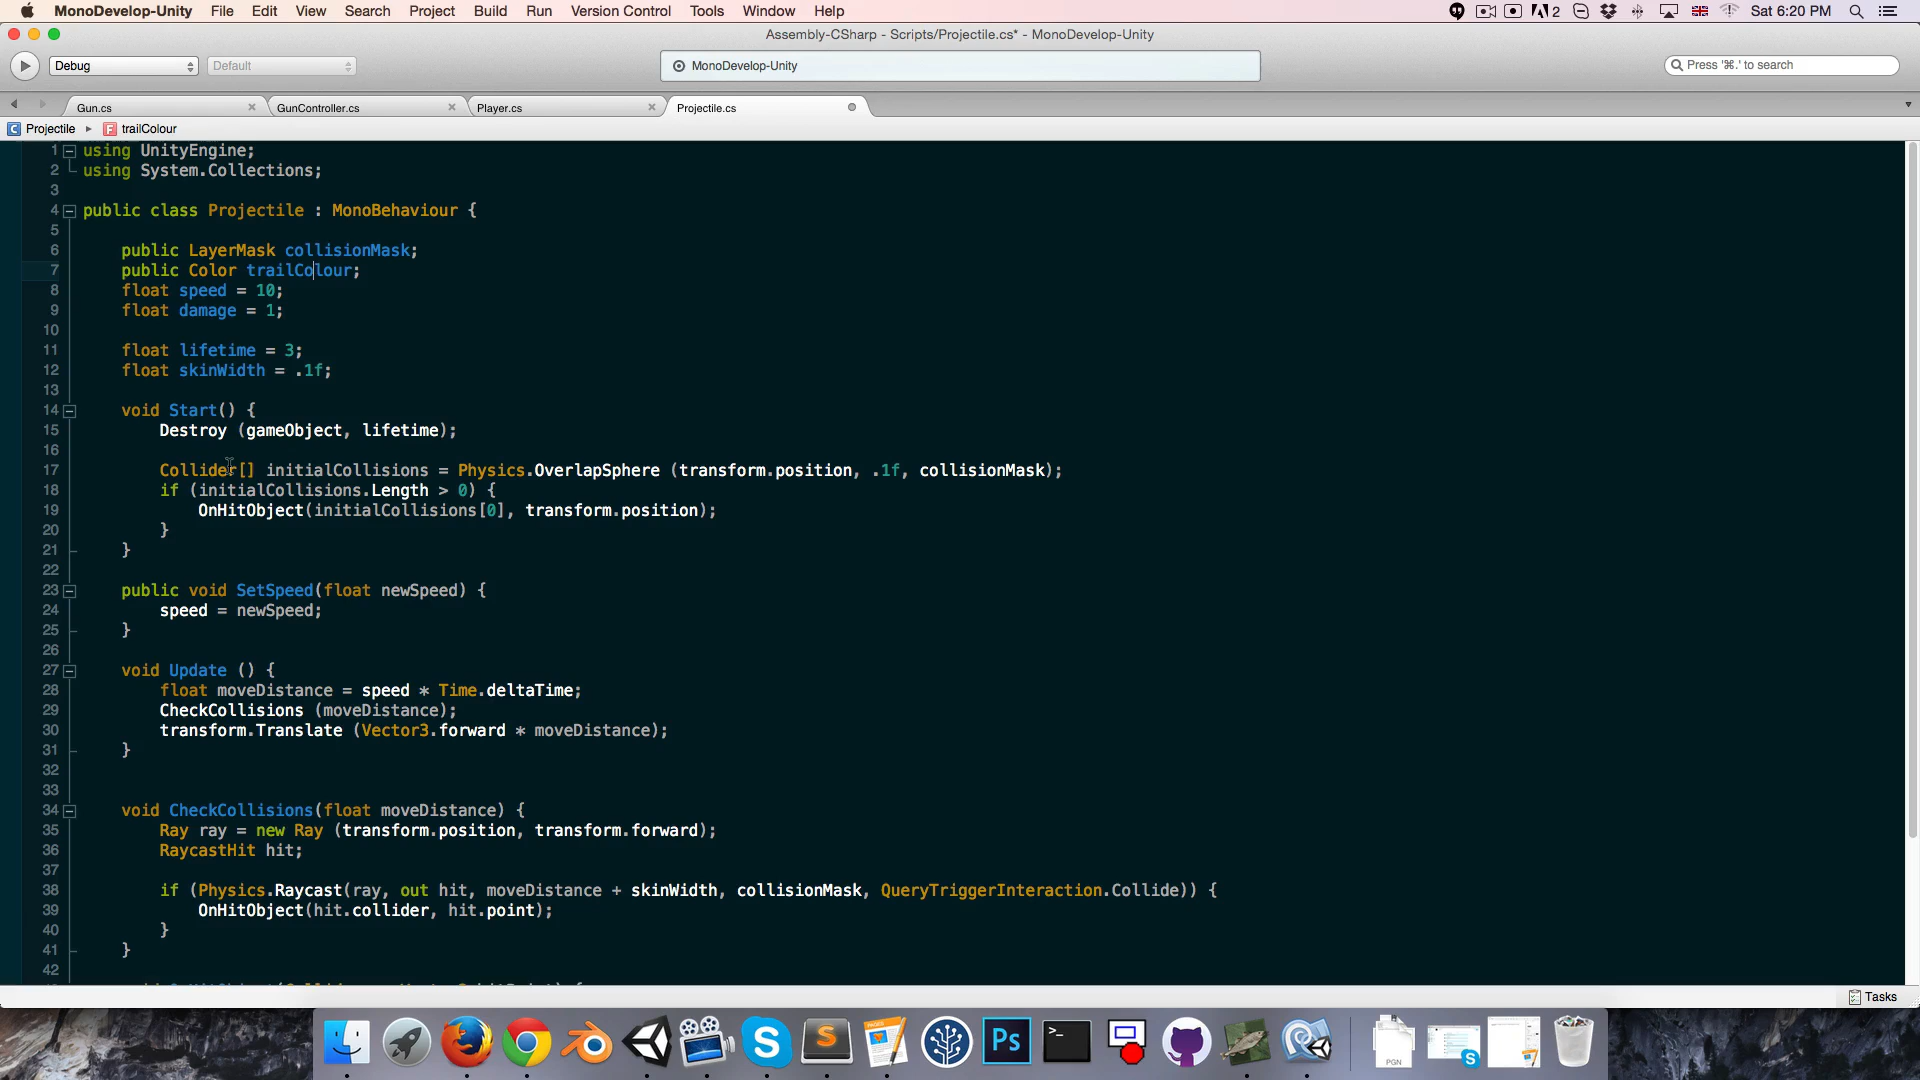 MonoDevelop-Unity File Edit View Search Project Build Run Version Control Tools Window Help 2 Sat 6:20 PM
Assembly-CSharp - Scripts/Projectile.cs* - MonoDevelop-Unity
Debug Default MonoDevelop-Unity Press '⌘.' to search
Gun.cs GunController.cs Player.cs Projectile.cs
C Projectile F trailColour
1 using UnityEngine;
2 using System.Collections;
3
4 public class Projectile : MonoBehaviour {
5
6 public LayerMask collisionMask;
7 public Color trailColour;
8 float speed = 10;
9 float damage = 1;
10
11 float lifetime = 3;
12 float skinWidth = .1f;
13
14 void Start() {
15 Destroy (gameObject, lifetime);
16
17 Collider[] initialCollisions = Physics.OverlapSphere (transform.position, .1f, collisionMask);
18 if (initialCollisions.Length > 0) {
19 OnHitObject(initialCollisions[0], transform.position);
20 }
21 }
22
23 public void SetSpeed(float newSpeed) {
24 speed = newSpeed;
25 }
26
27 void Update () {
28 float moveDistance = speed * Time.deltaTime;
29 CheckCollisions (moveDistance);
30 transform.Translate (Vector3.forward * moveDistance);
31 }
32
33
34 void CheckCollisions(float moveDistance) {
35 Ray ray = new Ray (transform.position, transform.forward);
36 RaycastHit hit;
37
38 if (Physics.Raycast(ray, out hit, moveDistance + skinWidth, collisionMask, QueryTriggerInteraction.Collide)) {
39 OnHitObject(hit.collider, hit.point);
40 }
41 }
42
Tasks
Ps
PGN